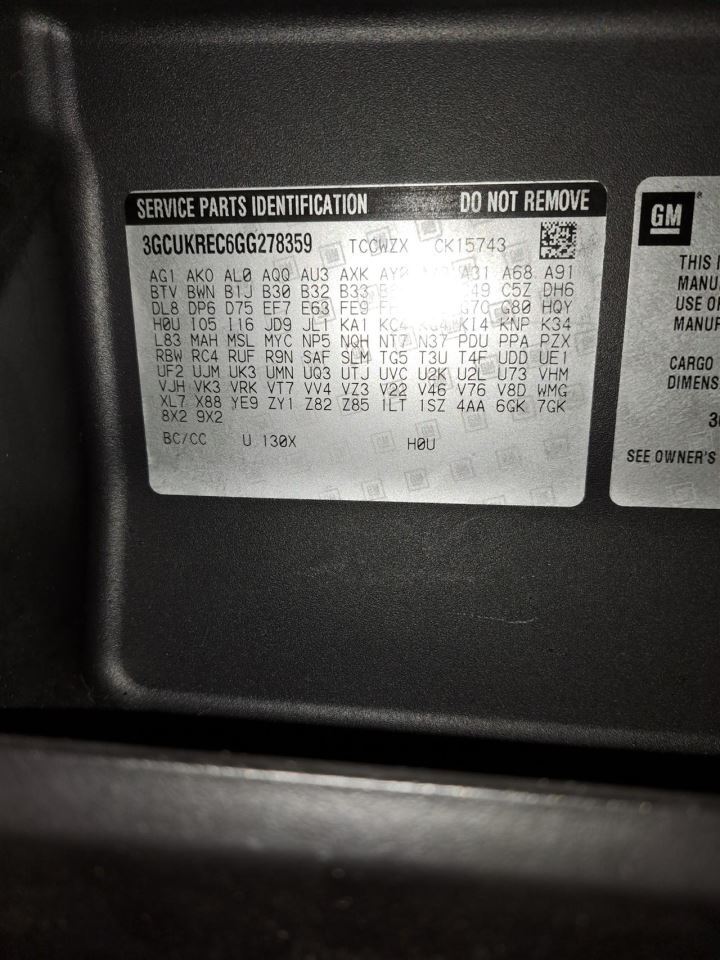 SERVICE PARTS IDENTIFICATION DO NOT REMOVE
3GCUKREC6GG278359 TCCWZX CK15743
AG1 AKO AL0 AQQ AU3 AXK A31 A68 A91
BTV BWN B1J B30 B32 B33 C5Z DH6
DL8 DP6 D75 EF7 E63 FE9 G80 HQY
H0U IO5 I16 JD9 JL1 KA1 KC4 KI4 KNP K34
L83 MAH MSL MYC NP5 NQH NT7 N37 PDU PPA PZX
RBW RC4 RUF R9N SAF SLM TG5 T3U T4F UDD UE1
UF2 UJM UK3 UMN UQ3 UTJ UVC U2K U2L U73 VHM
VJH VK3 VRK VT7 VV4 VZ3 V22 V46 V76 V8D WMG
XL7 X88 YE9 ZY1 Z82 Z85 1LT 1SZ 4AA 6GK 7GK
8X2 9X2
BC/CC U 130X H0U
GM
THIS
MANU
USE
MANUF
CARGO
DIMENS
SEE OWNER'S